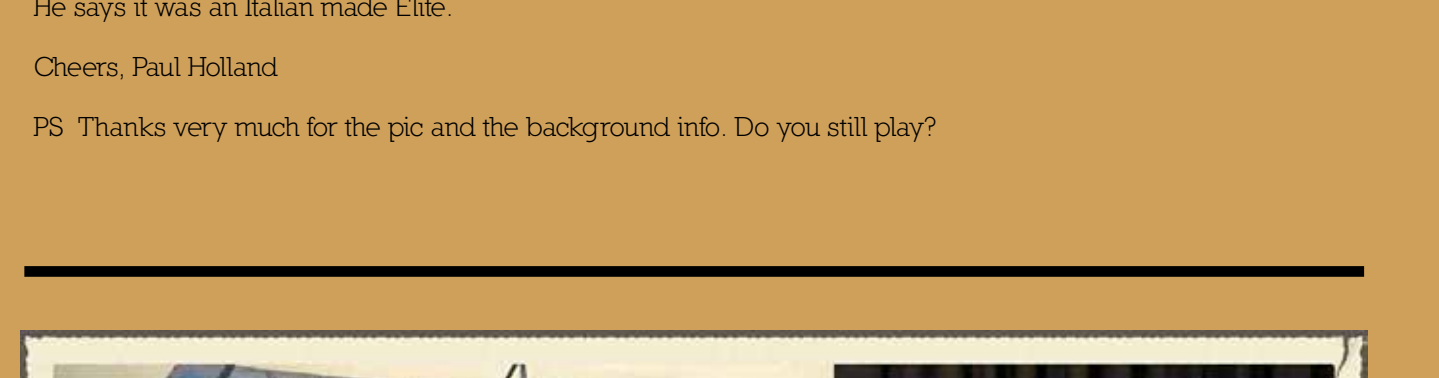 He says it was an Italian made Elite.
Cheers, Paul Holland
PS  Thanks very much for the pic and the background info. Do you still play?